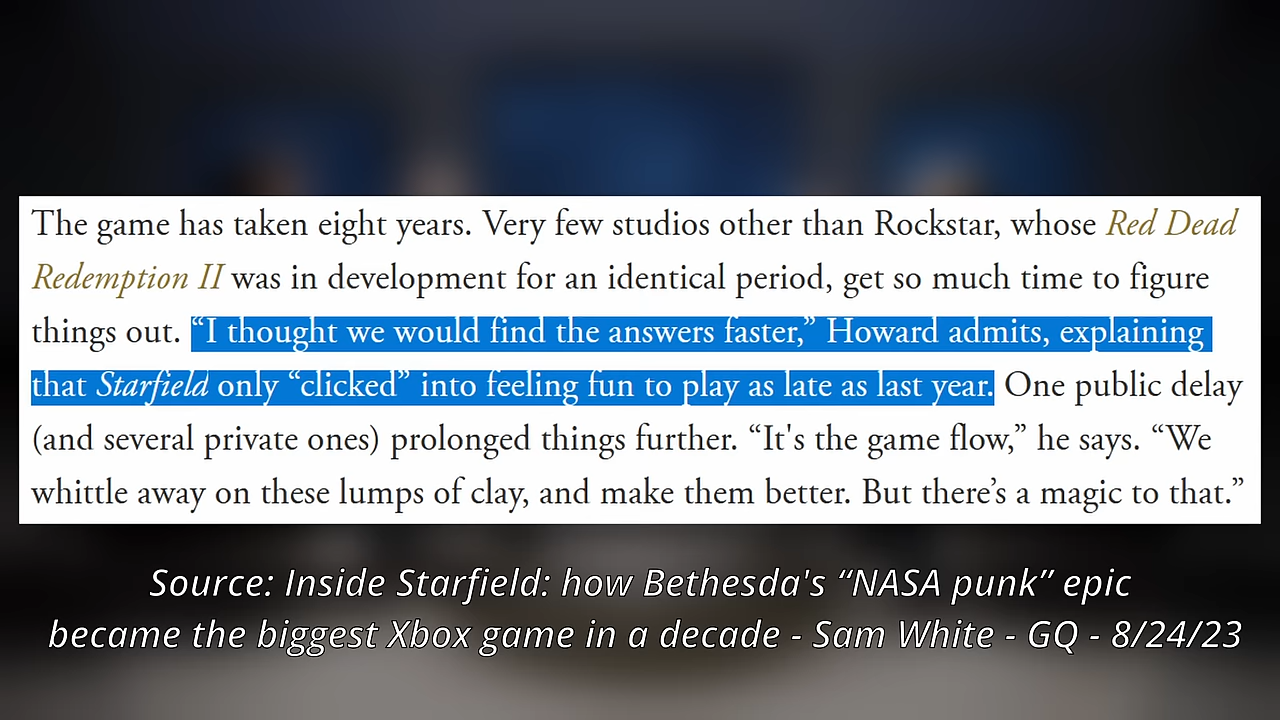 The game has taken eight years. Very few studios other than Rockstar, whose Red Dead
Redemption II was in development for an identical period, get so much time to figure
things out. “I thought we would find the answers faster,” Howard admits, explaining
that Starfield only “clicked” into feeling fun to play as late as last year. One public delay
(and several private ones) prolonged things further. “It's the game flow,” he says. “We
whittle away on these lumps of clay, and make them better. But there’s a magic to that.”
Source: Inside Starfield: how Bethesda's “NASA punk” epic
became the biggest Xbox game in a decade - Sam White - GQ - 8/24/23